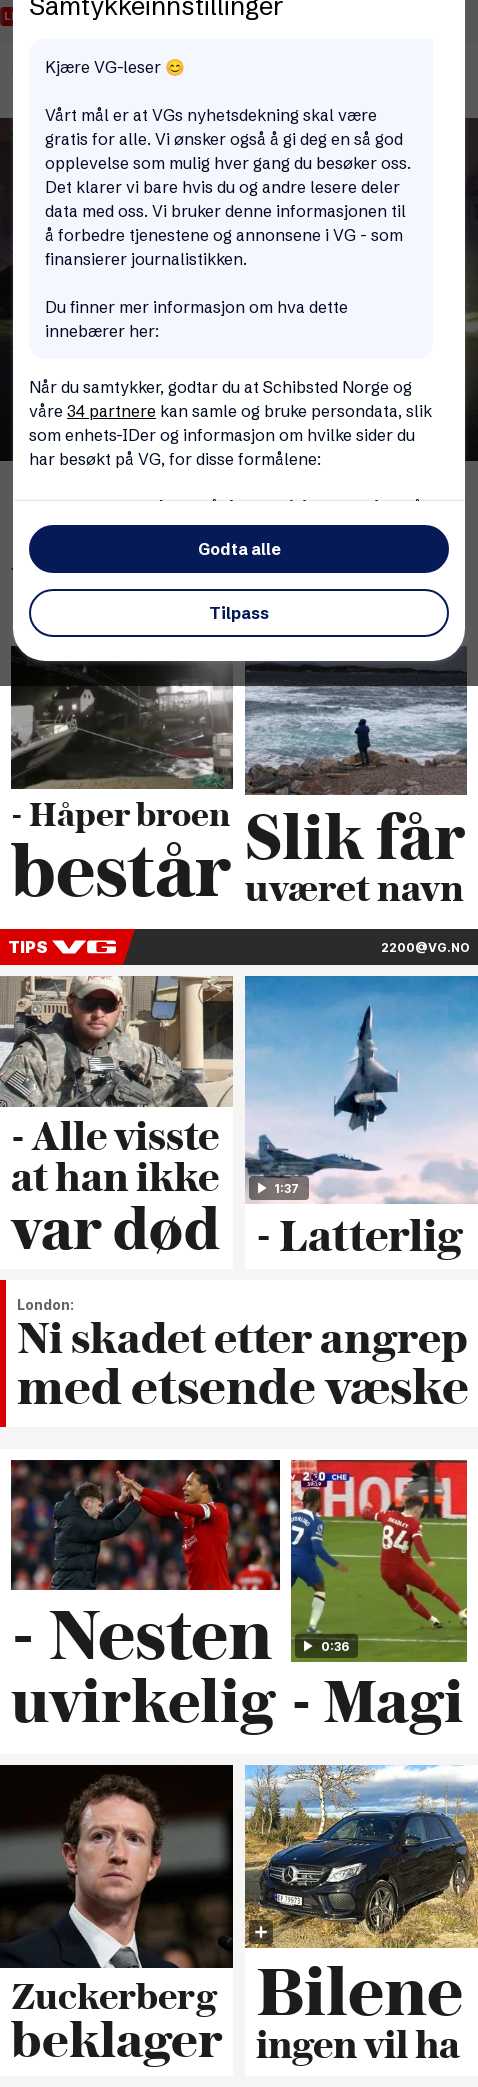 Samtykkeinnstillinger
Kjære VG-leser 😊
Vårt mål er at VGs nyhetsdekning skal være
gratis for alle. Vi ønsker også å gi deg en så god
opplevelse som mulig hver gang du besøker oss.
Det klarer vi bare hvis du og andre lesere deler
data med oss. Vi bruker denne informasjonen til
å forbedre tjenestene og annonsene i VG - som
finansierer journalistikken.
Du finner mer informasjon om hva dette
innebærer her:
Når du samtykker, godtar du at Schibsted Norge og
våre 34 partnere kan samle og bruke persondata, slik
som enhets-IDer og informasjon om hvilke sider du
har besøkt på VG, for disse formålene:
Godta alle
Tilpass
- Håper broen
består
Slik får
uværet navn
TIPS VG
2200@VG.NO
- Alle visste
at han ikke
var død
1:37
- Latterlig
London:
Ni skadet etter angrep
med etsende væske
- Nesten
uvirkelig
CHE
BRADLEY
84
7
0:36
- Magi
Zuckerberg
beklager
Bilene
ingen vil ha